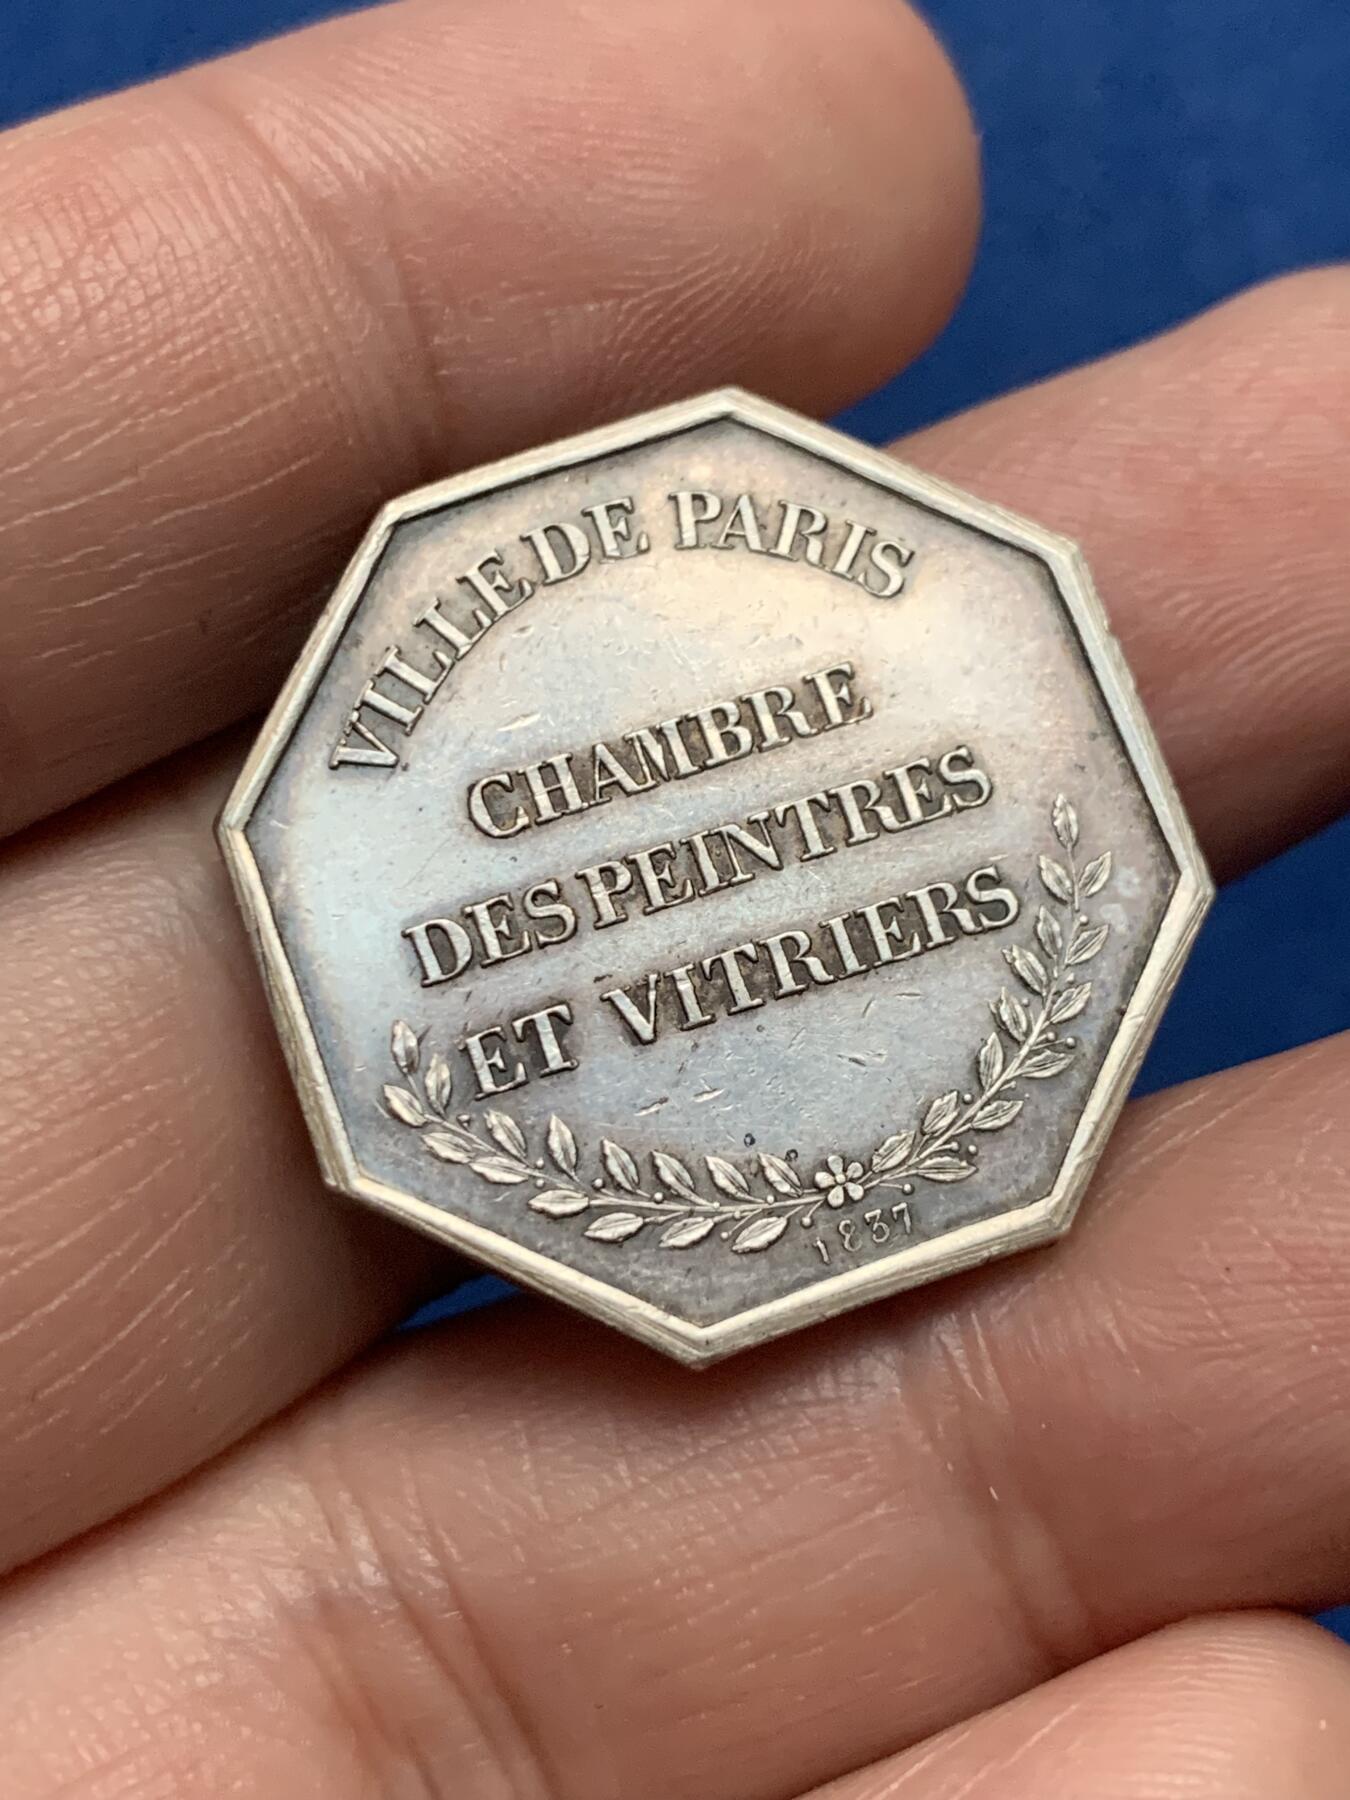 VILLE DE PARIS
CHAMBRE
DES PEINTRES
ET VITRIERS
1837